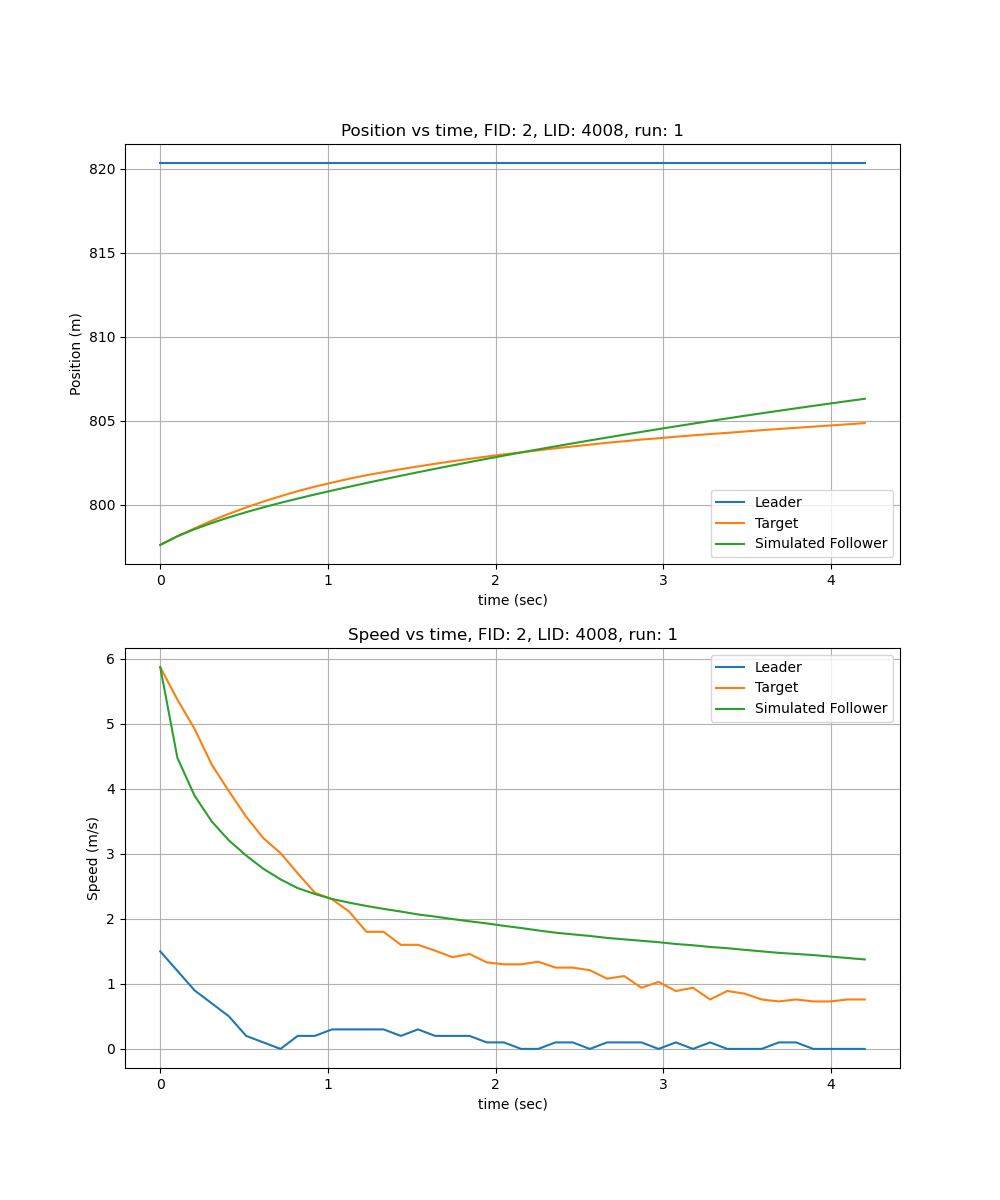 Position vs time, FID: 2, LID: 4008, run: 1
820
815
810
805
800
Position (m)
0 1 2 3 4
time (sec)
Leader
Target
Simulated Follower
Speed vs time, FID: 2, LID: 4008, run: 1
6
5
4
3
2
1
0
Speed (m/s)
0 1 2 3 4
time (sec)
Leader
Target
Simulated Follower